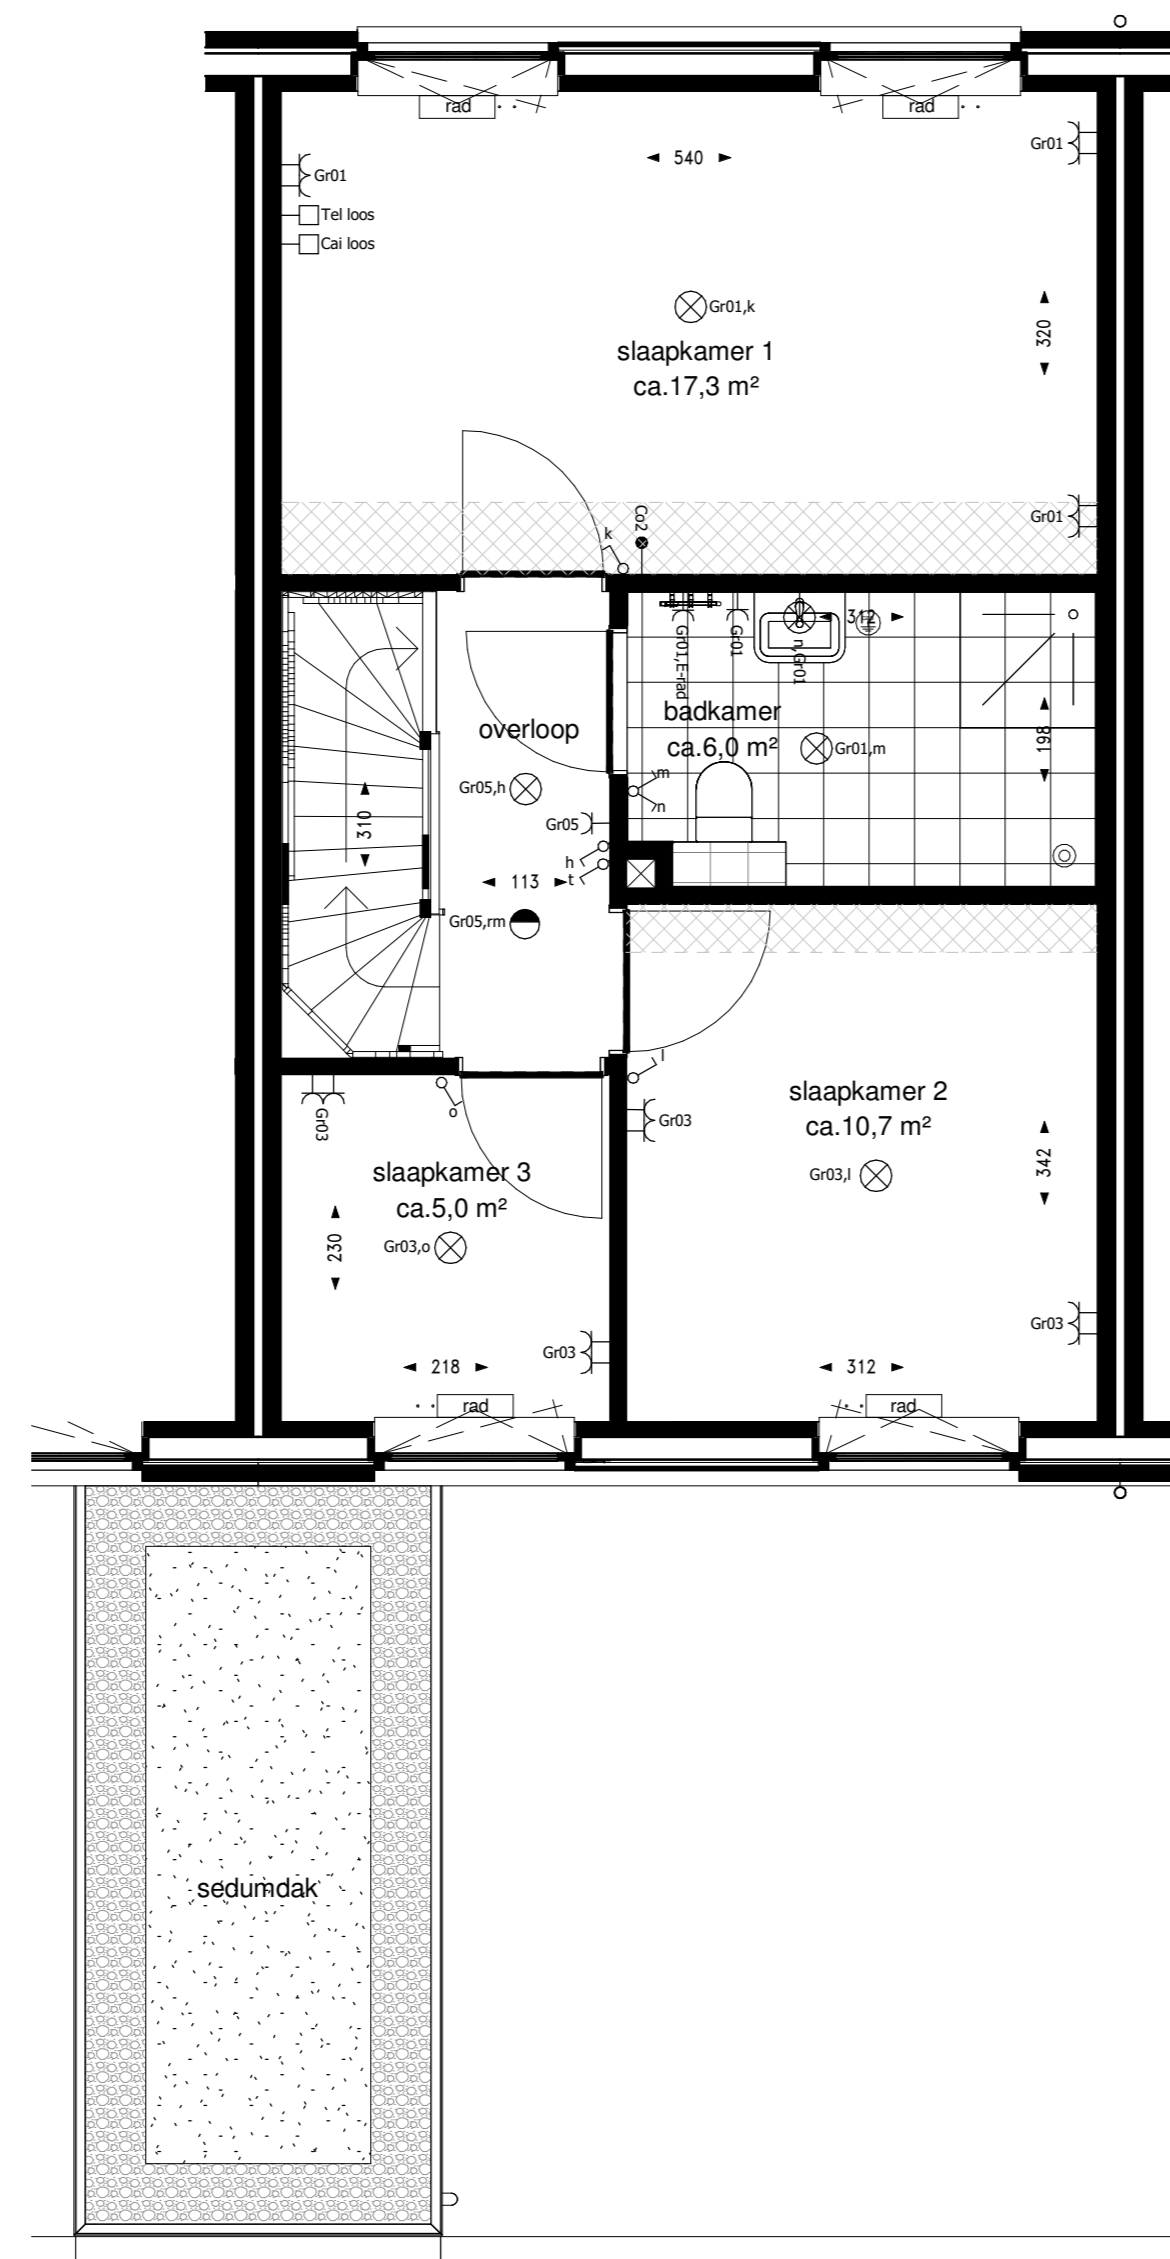 rad
rad
540
Gr01
Gr01
Tel loos
Cai loos
Gr01,k
320
slaapkamer 1
ca.17,3 m²
Gr01
Co2
k
312
Gr01,E-rad
Gr01
n,Gr01
overloop
badkamer
ca.6,0 m²
198
Gr01,m
m
n
Gr05,h
310
Gr05
h
t
113
Gr05,rm
l
Gr03
Gr03
o
slaapkamer 2
ca.10,7 m²
342
Gr03,l
slaapkamer 3
ca.5,0 m²
230
Gr03,o
Gr03
Gr03
218
312
rad
rad
sedumdak